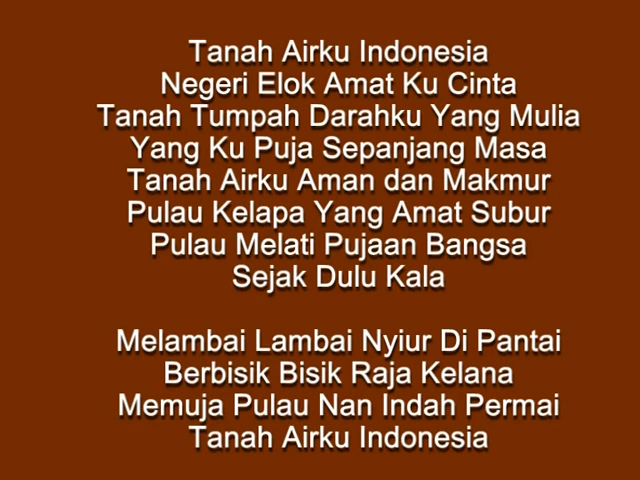 Tanah Airku Indonesia
Negeri Elok Amat Ku Cinta
Tanah Tumpah Darahku Yang Mulia
Yang Ku Puja Sepanjang Masa
Tanah Airku Aman dan Makmur
Pulau Kelapa Yang Amat Subur
Pulau Melati Pujaan Bangsa
Sejak Dulu Kala
Melambai Lambai Nyiur Di Pantai
Berbisik Bisik Raja Kelana
Memuja Pulau Nan Indah Permai
Tanah Airku Indonesia